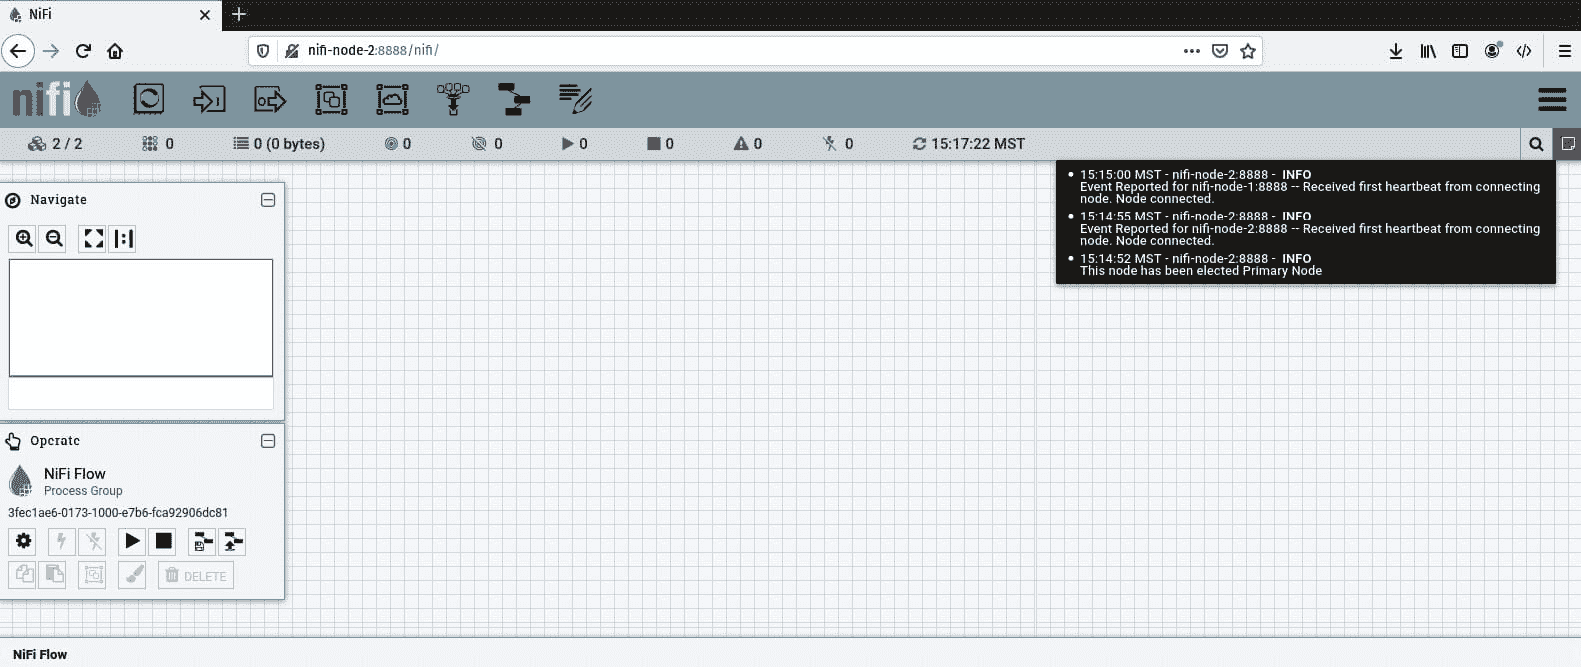 NiFi
nifi-node-2:8888/nifi/
nifi
2 / 2 0 0 (0 bytes) 0 0 0 0 0 0 15:17:22 MST
15:15:00 MST - nifi-node-2:8888 - INFO
Event Reported for nifi-node-1:8888 -- Received first heartbeat from connecting
node. Node connected.
15:14:55 MST - nifi-node-2:8888 - INFO
Event Reported for nifi-node-2:8888 -- Received first heartbeat from connecting
node. Node connected.
15:14:52 MST - nifi-node-2:8888 - INFO
This node has been elected Primary Node
Navigate
Operate
NiFi Flow
Process Group
3fec1ae6-0173-1000-e7b6-fca92906dc81
DELETE
NiFi Flow